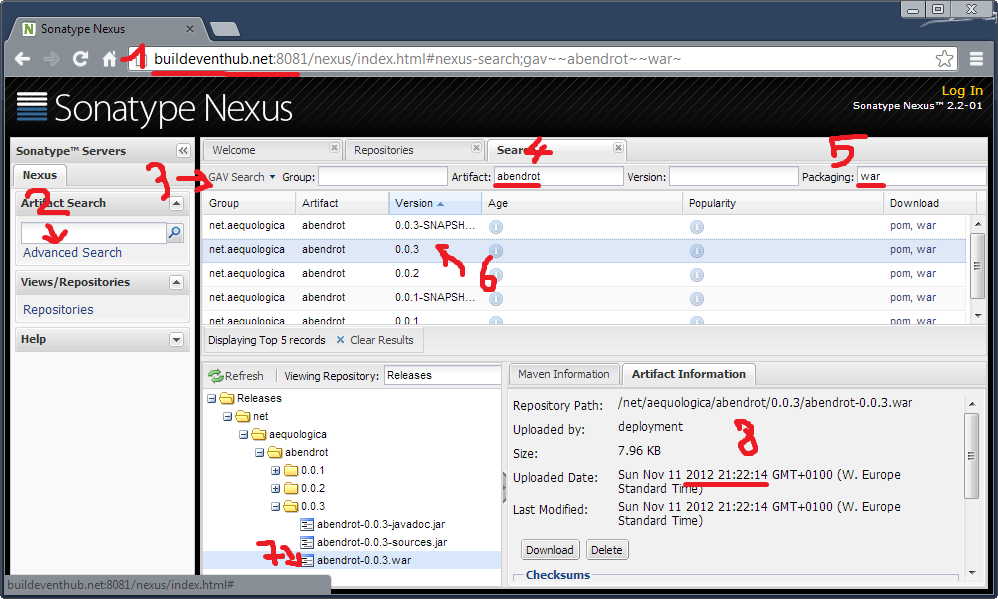 Sonatype Nexus
1 buildeventhub.net:8081/nexus/index.html#nexus-search;gav~~abendrot~~war~
Sonatype Nexus
Log In
Sonatype Nexus™ 2.2-01
Sonatype™ Servers
Welcome Repositories Search 4 5
Nexus
3 GAV Search Group: Artifact: abendrot Version: Packaging: war
Artifact Search
2
Advanced Search
Views/Repositories
Repositories
Help
Group Artifact Version Age Popularity Download
net.aequologica abendrot 0.0.3-SNAPSH... pom, war
net.aequologica abendrot 0.0.3 pom, war
6
net.aequologica abendrot 0.0.2 pom, war
net.aequologica abendrot 0.0.1-SNAPSH... pom, war
net.aequologica abendrot 0.0.1 pom, war
Displaying Top 5 records Clear Results
Refresh Viewing Repository: Releases
Releases
net
aequologica
abendrot
0.0.1
0.0.2
0.0.3
abendrot-0.0.3-javadoc.jar
abendrot-0.0.3-sources.jar
7 abendrot-0.0.3.war
Maven Information Artifact Information
Repository Path: /net/aequologica/abendrot/0.0.3/abendrot-0.0.3.war
Uploaded by: deployment
8
Size: 7.96 KB
Uploaded Date: Sun Nov 11 2012 21:22:14 GMT+0100 (W. Europe
Standard Time)
Last Modified: Sun Nov 11 2012 21:22:14 GMT+0100 (W. Europe
Standard Time)
Download Delete
Checksums
buildeventhub.net:8081/nexus/index.html#